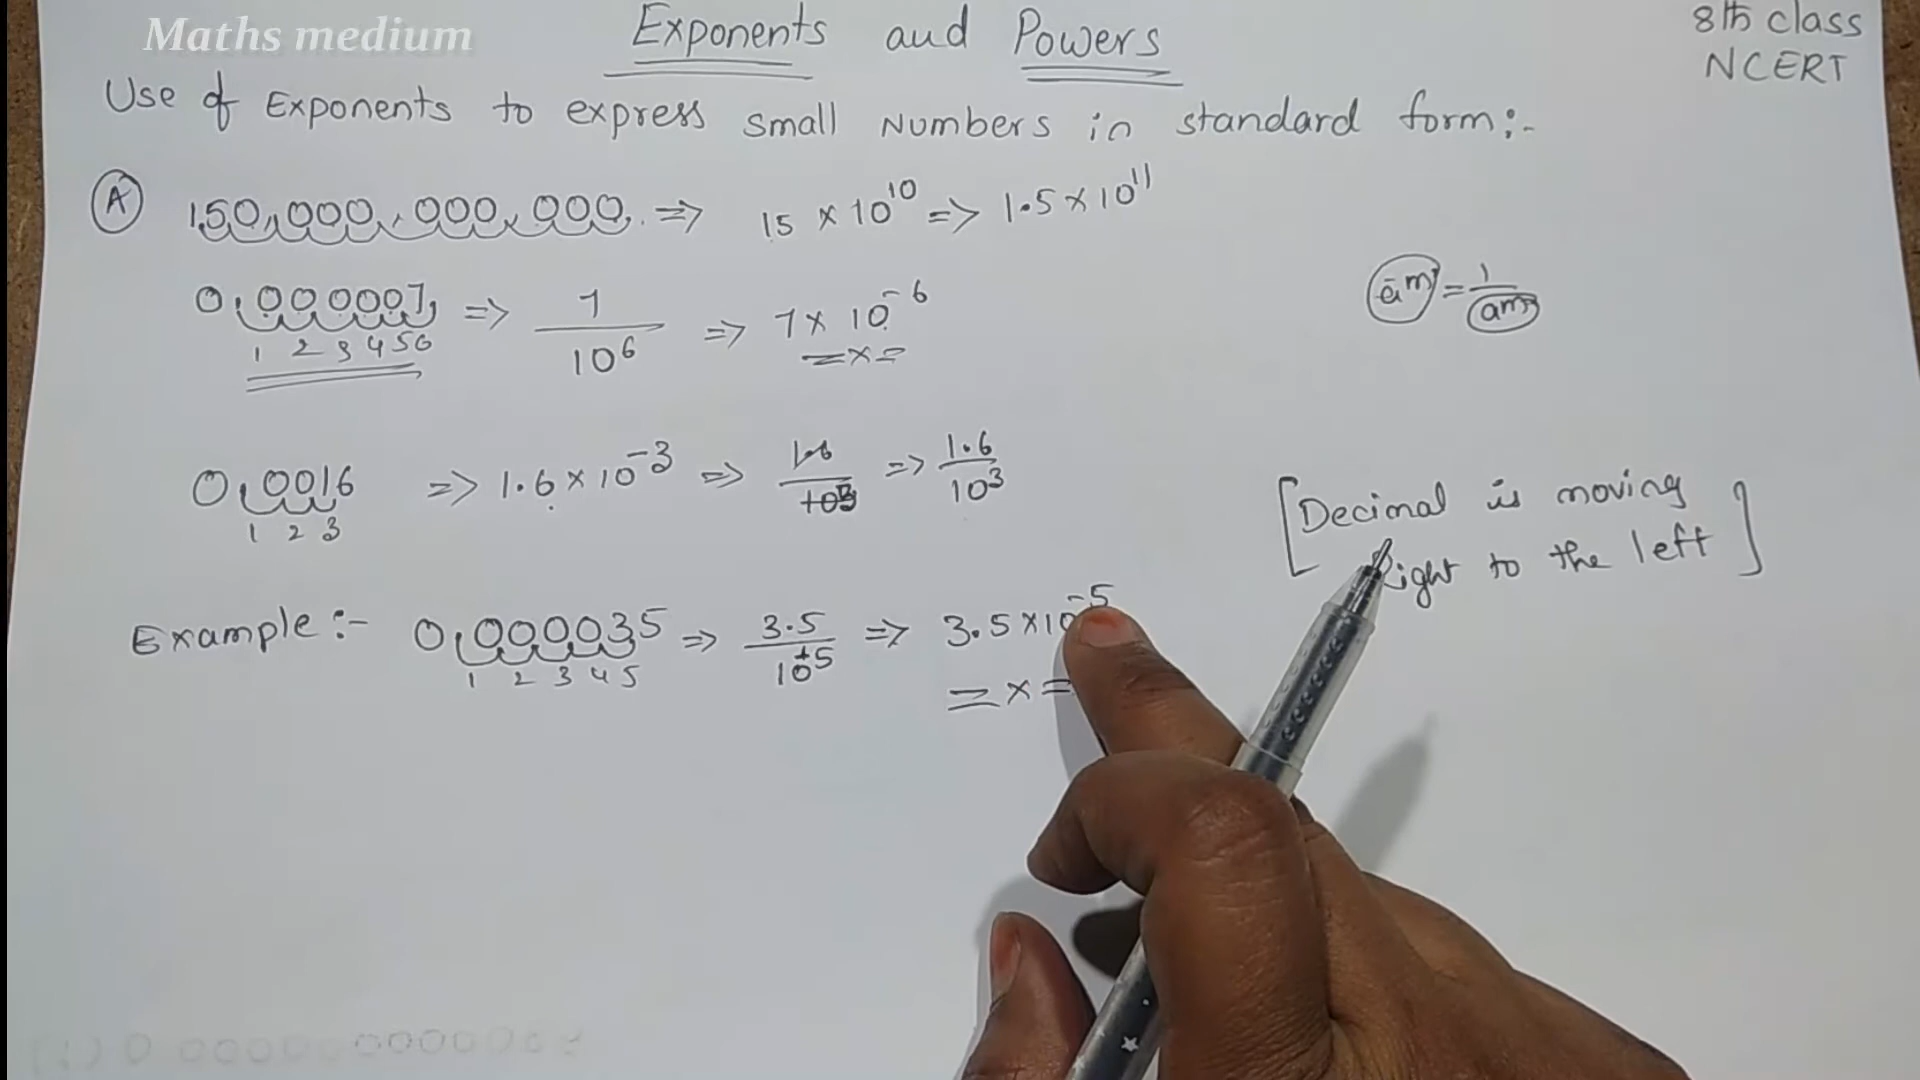 Maths medium
Exponents and Powers
8th class
NCERT
Use of Exponents to express small Numbers in standard form:-
A 150,000,000,000. => 15 × 10^10 => 1.5 × 10^11
0.000007 => 7/10^6 => 7 × 10^-6
1 2 3 4 5 6 =x=
a^-m = 1/a^m
0.0016 => 1.6 × 10^-3 => 1.6/10^3 => 1.6/10^3
1 2 3
[Decimal is moving
Right to the left]
Example:- 0.000035 => 3.5/10^+5 => 3.5 × 10^-5
1 2 3 4 5 =x=